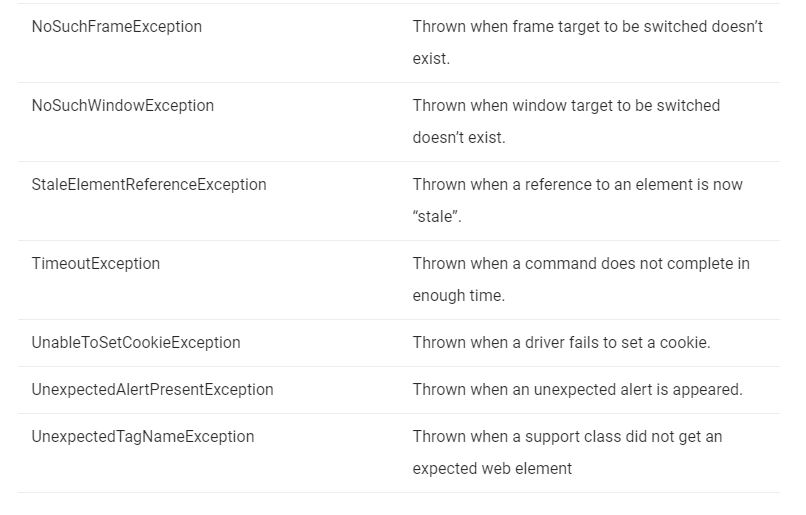 NoSuchFrameException
Thrown when frame target to be switched doesn’t
exist.
NoSuchWindowException
Thrown when window target to be switched
doesn’t exist.
StaleElementReferenceException
Thrown when a reference to an element is now
“stale”.
TimeoutException
Thrown when a command does not complete in
enough time.
UnableToSetCookieException
Thrown when a driver fails to set a cookie.
UnexpectedAlertPresentException
Thrown when an unexpected alert is appeared.
UnexpectedTagNameException
Thrown when a support class did not get an
expected web element